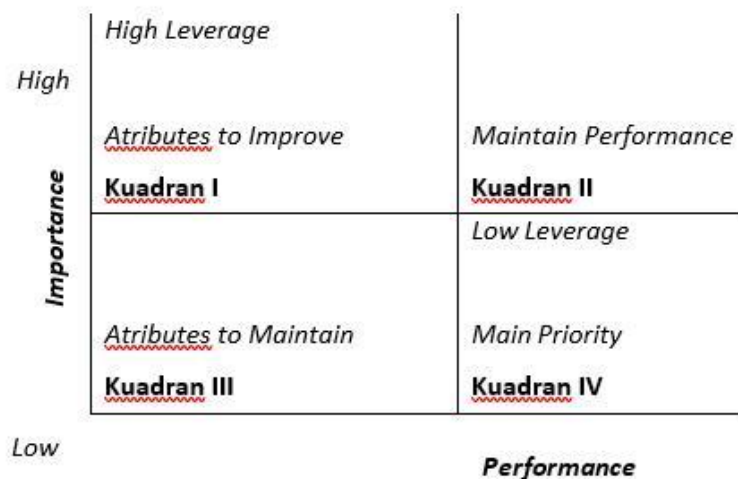 High Leverage
High
Atributes to Improve
Maintain Performance
Kuadran I
Kuadran II
Importance
Low Leverage
Atributes to Maintain
Main Priority
Kuadran III
Kuadran IV
Low
Performance